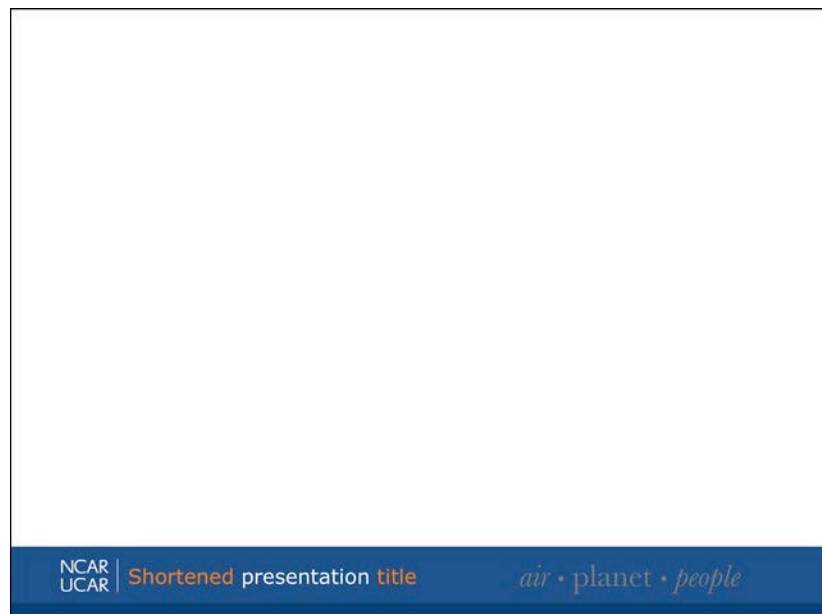 NCAR
UCAR
Shortened presentation title
air • planet • people